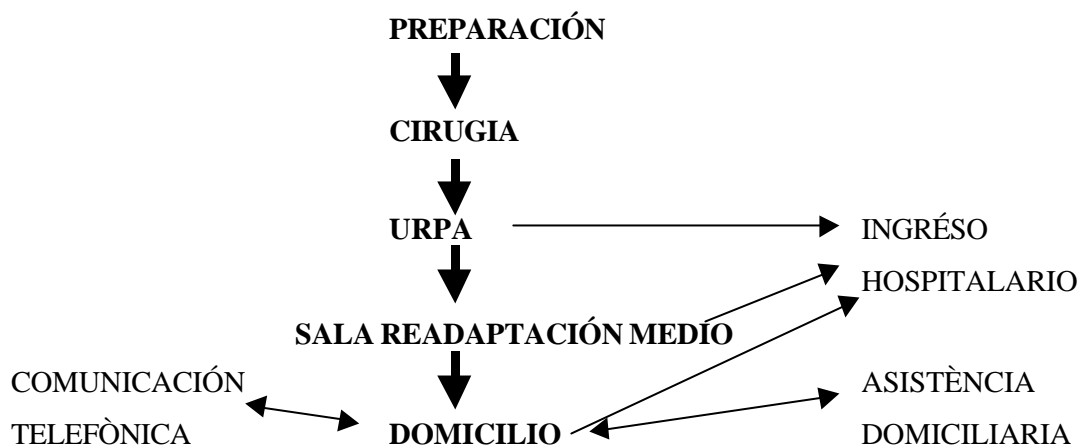 PREPARACIÓN
CIRUGIA
URPA
INGRÉSO
HOSPITALARIO
SALA READAPTACIÓN MEDIO
COMUNICACIÓN
TELEFÒNICA
DOMICILIO
ASISTÈNCIA
DOMICILIARIA